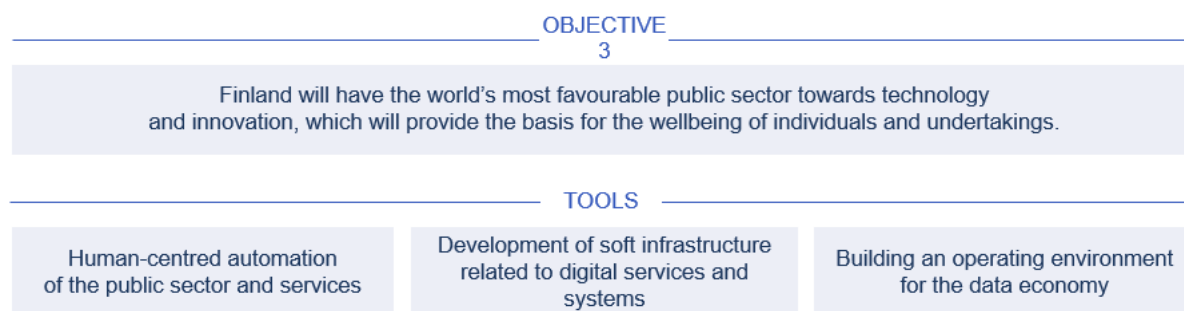 OBJECTIVE
3
Finland will have the world's most favourable public sector towards technology
and innovation, which will provide the basis for the wellbeing of individuals and undertakings.
TOOLS
Human-centred automation
of the public sector and services
Development of soft infrastructure
related to digital services and
systems
Building an operating environment
for the data economy